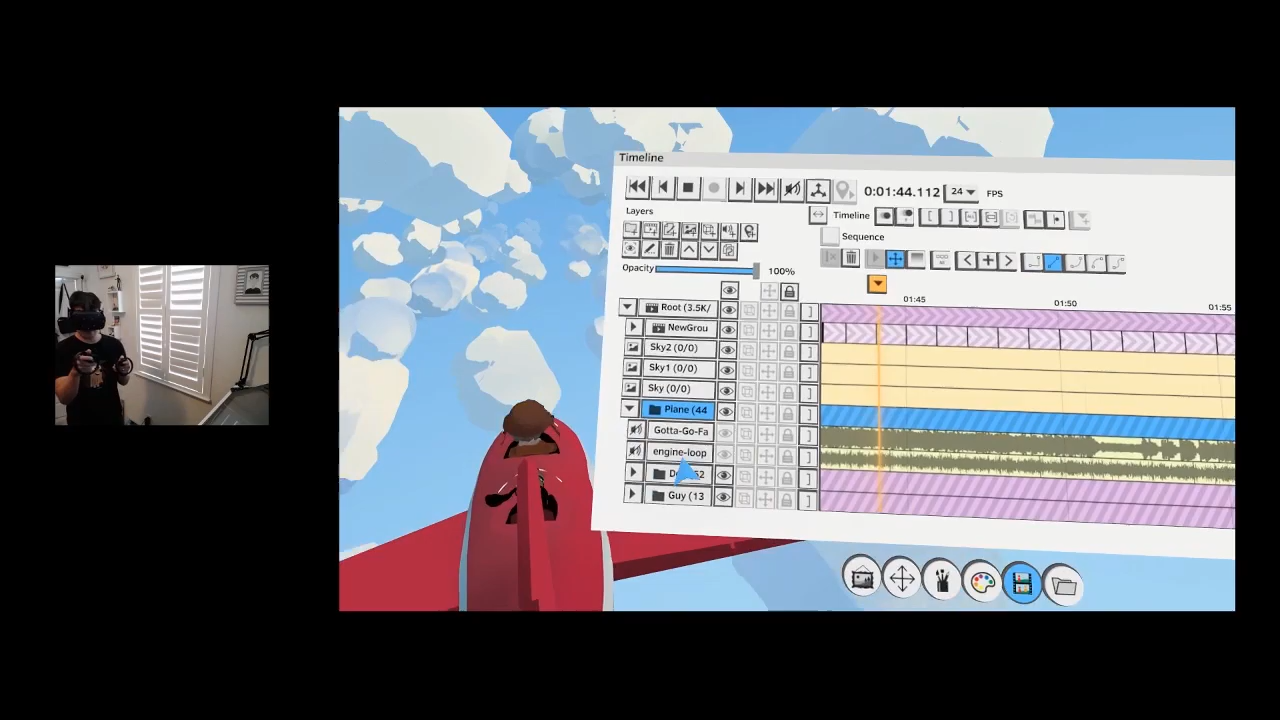 Timeline
0:01:44.112 24 FPS
Layers
Timeline
Sequence
Opacity 100%
01:45 01:50 01:55
Root (3.5K/
NewGrou
Sky2 (0/0)
Sky1 (0/0)
Sky (0/0)
Plane (44
Gotta-Go-Fa
engine-loop
Guy (13